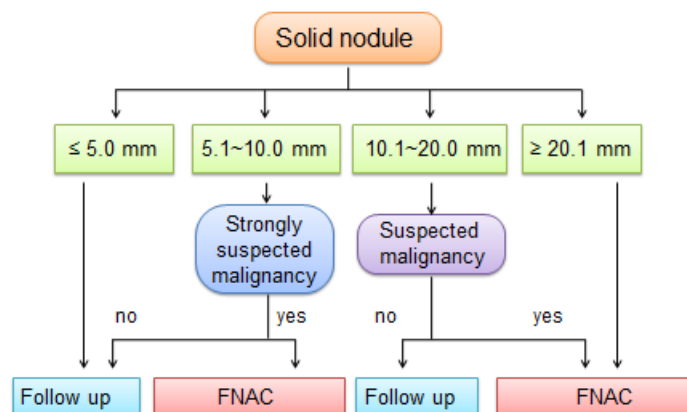 Solid nodule
≤ 5.0 mm
5.1~10.0 mm
10.1~20.0 mm
≥ 20.1 mm
Strongly
suspected
malignancy
Suspected
malignancy
no
yes
no
yes
Follow up
FNAC
Follow up
FNAC